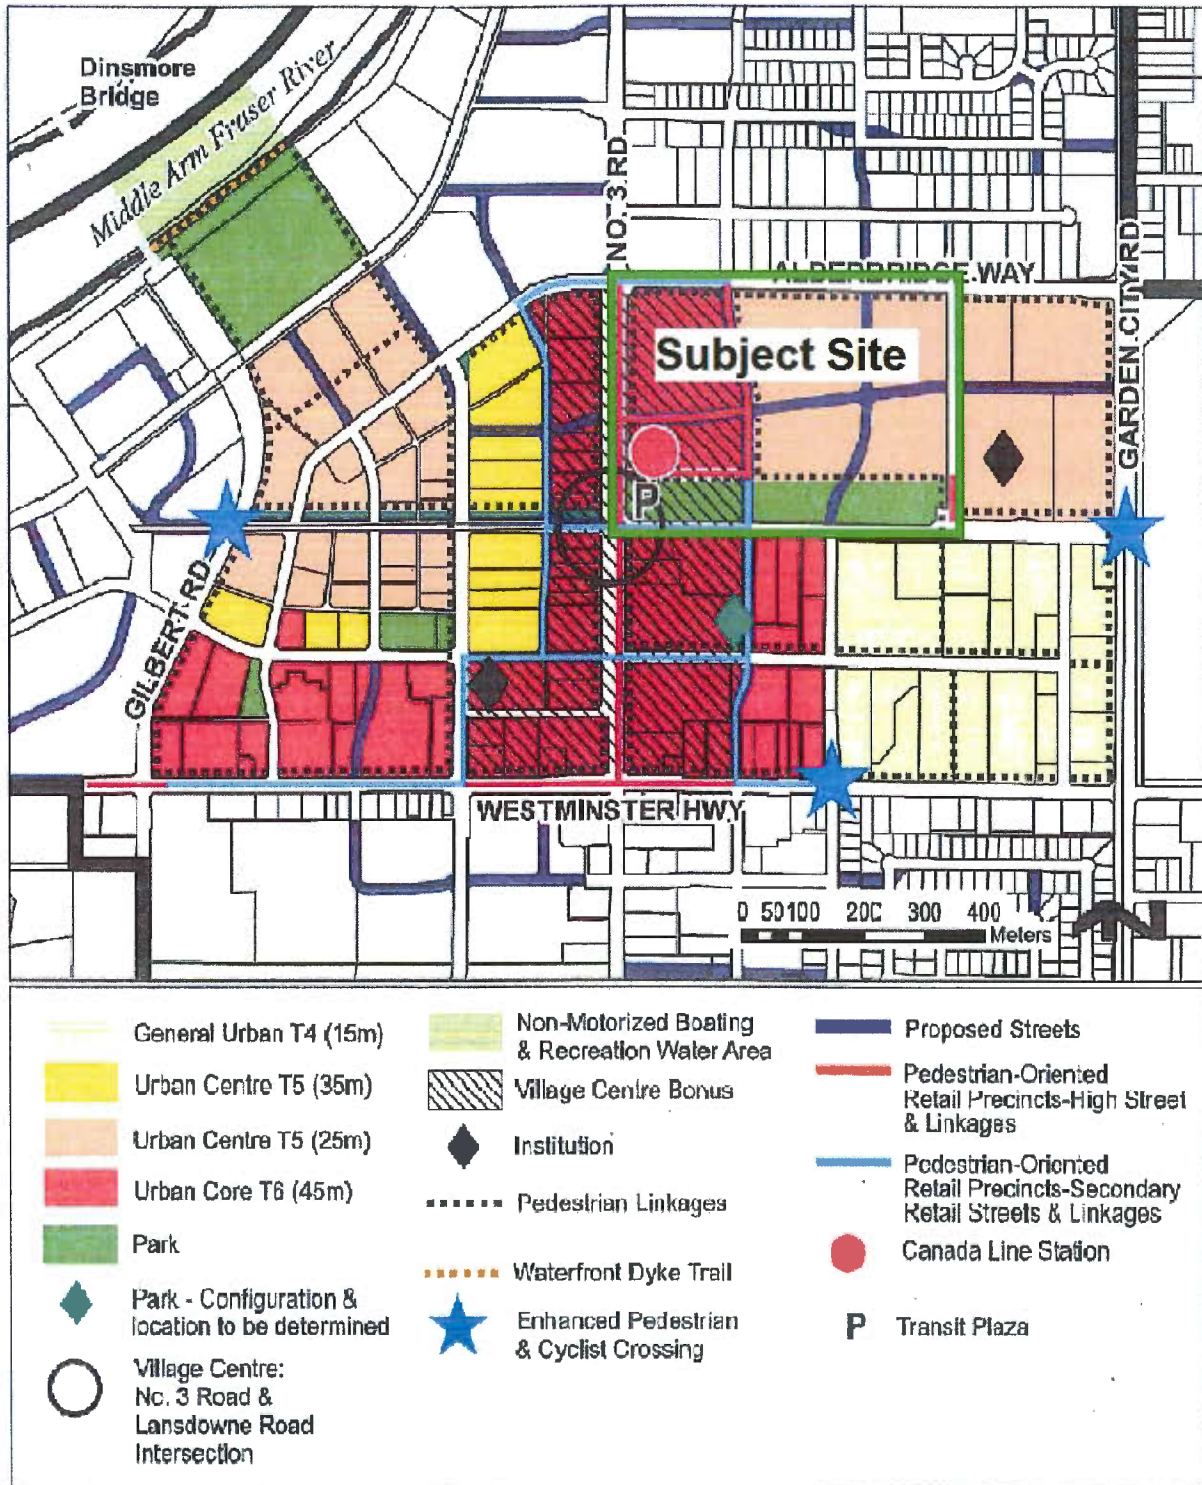 Dinsmore
Bridge
Middle Arm Fraser River
NO. 3 RD
ALDERBRIDGE WAY
GARDEN CITY RD
Subject Site
P
GILBERT RD
WESTMINSTER HWY
0 50 100 200 300 400
Meters
General Urban T4 (15m)
Urban Centre T5 (35m)
Urban Centre T5 (25m)
Urban Core T6 (45m)
Park
Park - Configuration &
location to be determined
Village Centre:
No. 3 Road &
Lansdowne Road
Intersection
Non-Motorized Boating
& Recreation Water Area
Village Centre Bonus
Institution
Pedestrian Linkages
Waterfront Dyke Trail
Enhanced Pedestrian
& Cyclist Crossing
Proposed Streets
Pedestrian-Oriented
Retail Precincts-High Street
& Linkages
Pedestrian-Oriented
Retail Precincts-Secondary
Retail Streets & Linkages
Canada Line Station
P Transit Plaza